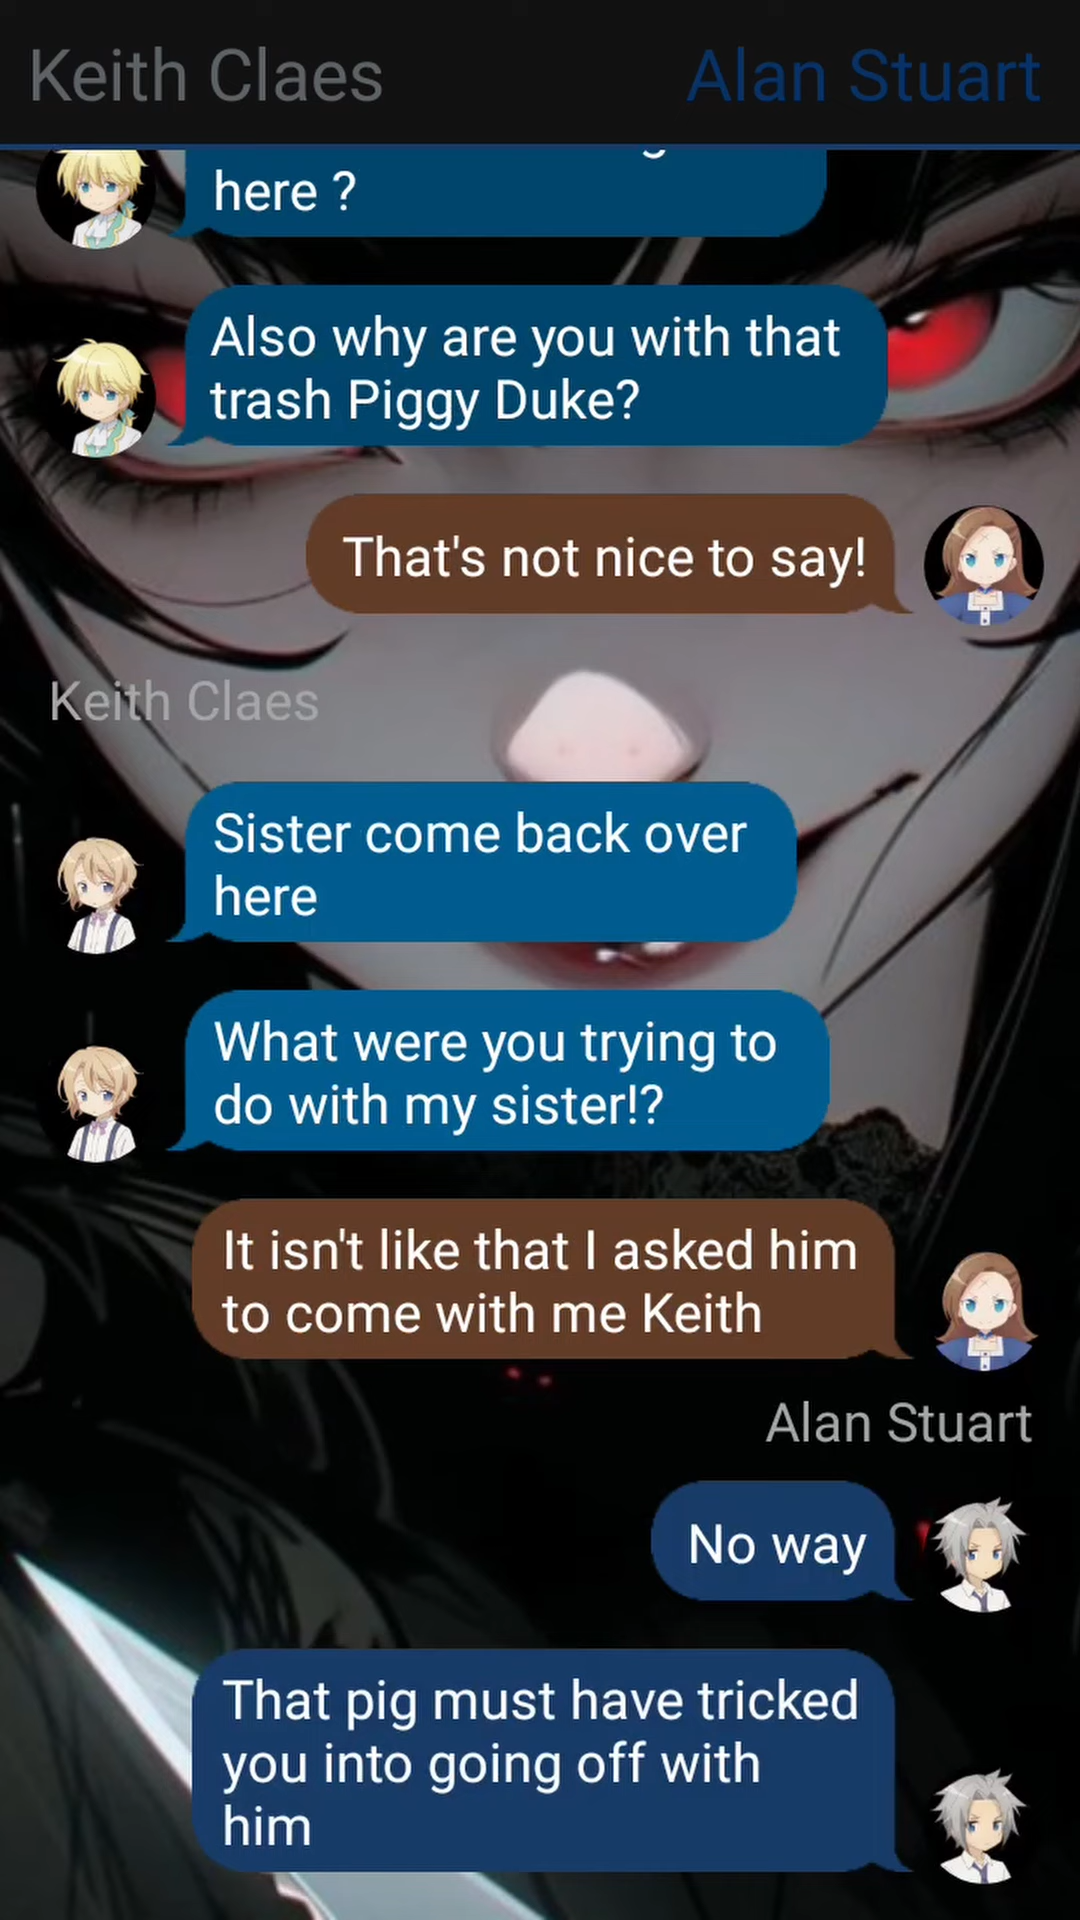 Keith Claes Alan Stuart
here ?
Also why are you with that
trash Piggy Duke?
That's not nice to say!
Keith Claes
Sister come back over
here
What were you trying to
do with my sister!?
It isn't like that I asked him
to come with me Keith
Alan Stuart
No way
That pig must have tricked
you into going off with
him